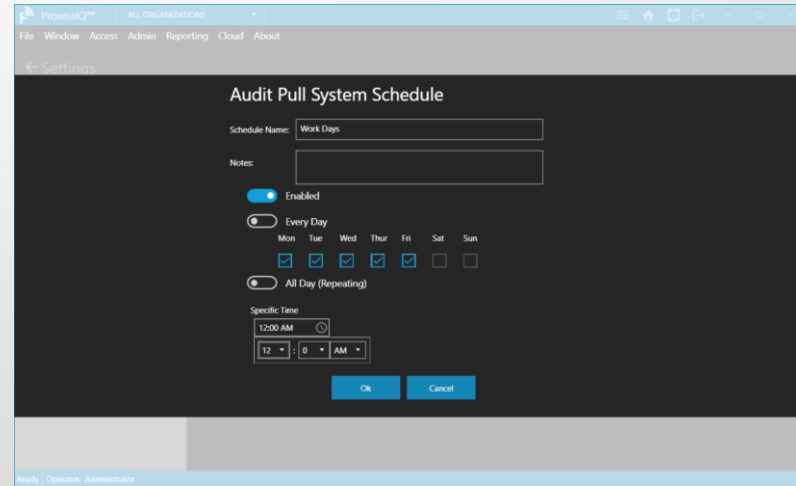 ProxessIQ™ ALL ORGANIZATIONS
File Window Access Admin Reporting Cloud About
Settings
Audit Pull System Schedule
Schedule Name: Work Days
Notes:
Enabled
Every Day
Mon Tue Wed Thur Fri Sat Sun
All Day (Repeating)
Specific Time
12:00 AM
12 : 0 AM
Ok Cancel
Ready Operator: Administrator